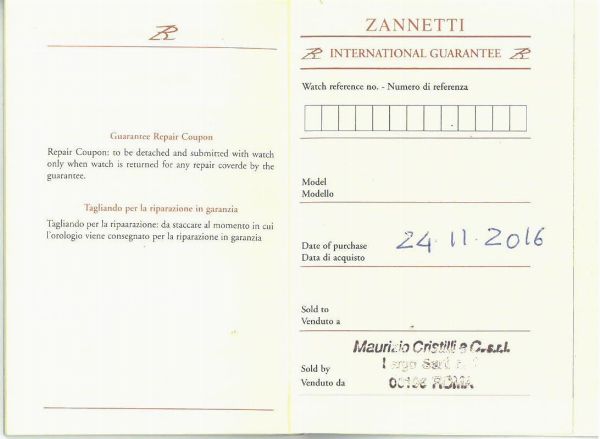 Guarantee Repair Coupon
Repair Coupon: to be detached and submitted with watch
only when watch is returned for any repair coverde by the
guarantee.
Tagliando per la riparazione in garanzia
Tagliando per la ripaarazione: da staccare al momento in cui
l'orologio viene consegnato per la riparazione in garanzia
ZANNETTI
INTERNATIONAL GUARANTEE
Watch reference no. - Numero di referenza
Model
Modello
Date of purchase 24.11.2016
Data di acquisto
Sold to
Venduto a
Maurizio Cristilli e C. s.r.l.
Sold by
Venduto da ROMA